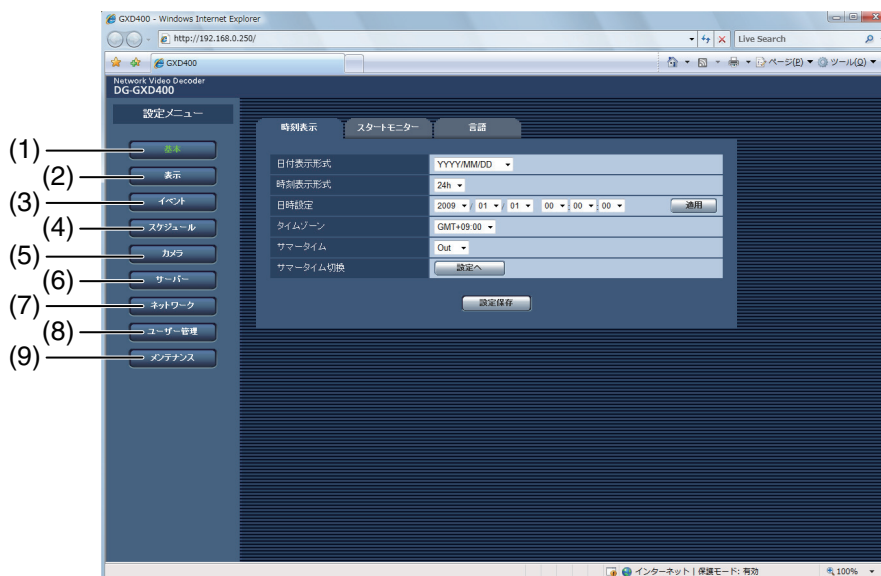 GXD400 - Windows Internet Explorer
http://192.168.0.250/
Live Search
GXD400
ページ(P) ツール(O)
Network Video Decoder
DG-GXD400
設定メニュー
(1) 基本
(2) 表示
(3) イベント
(4) スケジュール
(5) カメラ
(6) サーバー
(7) ネットワーク
(8) ユーザー管理
(9) メンテナンス
時刻表示 スタートモニター 言語
日付表示形式 YYYY/MM/DD
時刻表示形式 24h
日時設定 2009 / 01 / 01 00 : 00 : 00 適用
タイムゾーン GMT+09:00
サマータイム Out
サマータイム切換 設定へ
設定保存
インターネット | 保護モード: 有効 100%